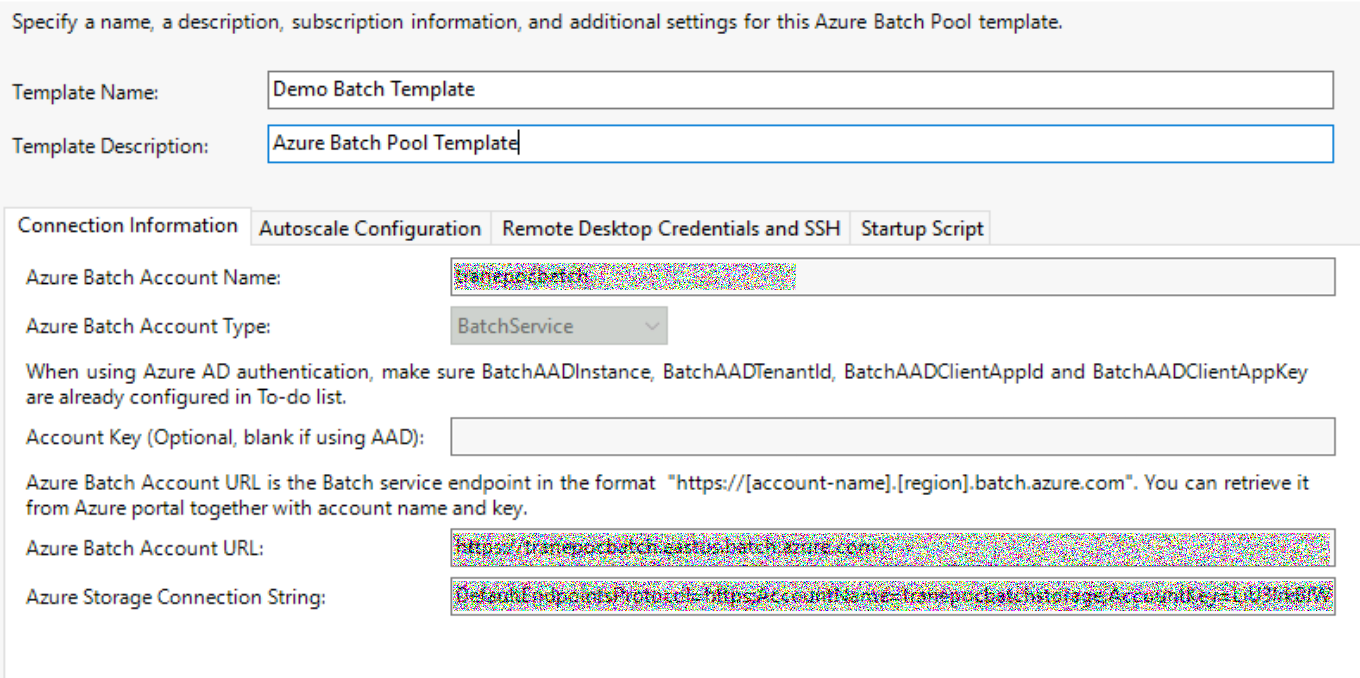 Specify a name, a description, subscription information, and additional settings for this Azure Batch Pool template.
Template Name: Demo Batch Template
Template Description: Azure Batch Pool Template
Connection Information Autoscale Configuration Remote Desktop Credentials and SSH Startup Script
Azure Batch Account Name:
Azure Batch Account Type: BatchService
When using Azure AD authentication, make sure BatchAADInstance, BatchAADTenantId, BatchAADClientAppId and BatchAADClientAppKey
are already configured in To-do list.
Account Key (Optional, blank if using AAD):
Azure Batch Account URL is the Batch service endpoint in the format "https://[account-name].[region].batch.azure.com". You can retrieve it
from Azure portal together with account name and key.
Azure Batch Account URL:
Azure Storage Connection String: